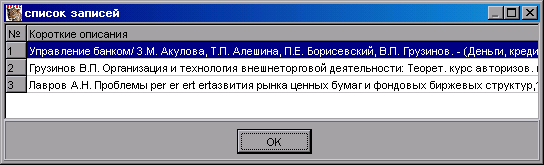 список записей
№ Короткие описания
1 Управление банком/ З.М. Акулова, Т.П. Алешина, П.Е. Борисевский, В.П. Грузинов. - (Деньги, креди
2 Грузинов В.П. Организация и технология внешнеторговой деятельности: Теорет. курс авторизов. и
3 Лавров А.Н. Проблемы per er ert ertазвития рынка ценных бумаг и фондовых биржевых структур,
OK